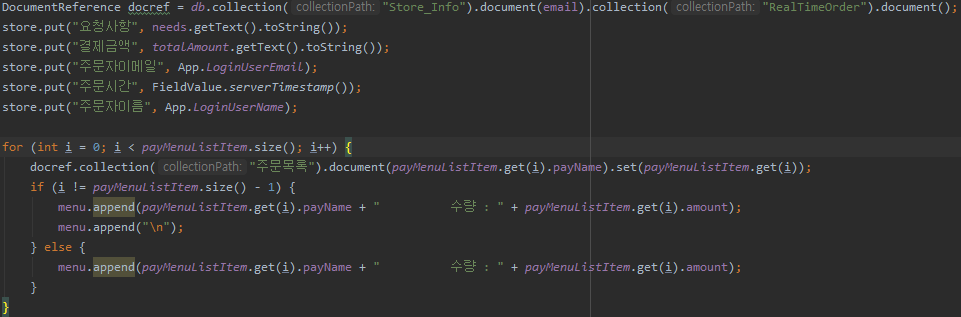 DocumentReference docref = db.collection( collectionPath: "Store_Info").document(email).collection( collectionPath: "RealTimeOrder").document();
store.put("요청사항", needs.getText().toString());
store.put("결제금액", totalAmount.getText().toString());
store.put("주문자이메일", App.LoginUserEmail);
store.put("주문시간", FieldValue.serverTimestamp());
store.put("주문자이름", App.LoginUserName);
for (int i = 0; i < payMenuListItem.size(); i++) {
docref.collection( collectionPath: "주문목록").document(payMenuListItem.get(i).payName).set(payMenuListItem.get(i));
if (i != payMenuListItem.size() - 1) {
menu.append(payMenuListItem.get(i).payName + "          수량 : " + payMenuListItem.get(i).amount);
menu.append("\n");
} else {
menu.append(payMenuListItem.get(i).payName + "          수량 : " + payMenuListItem.get(i).amount);
}
}